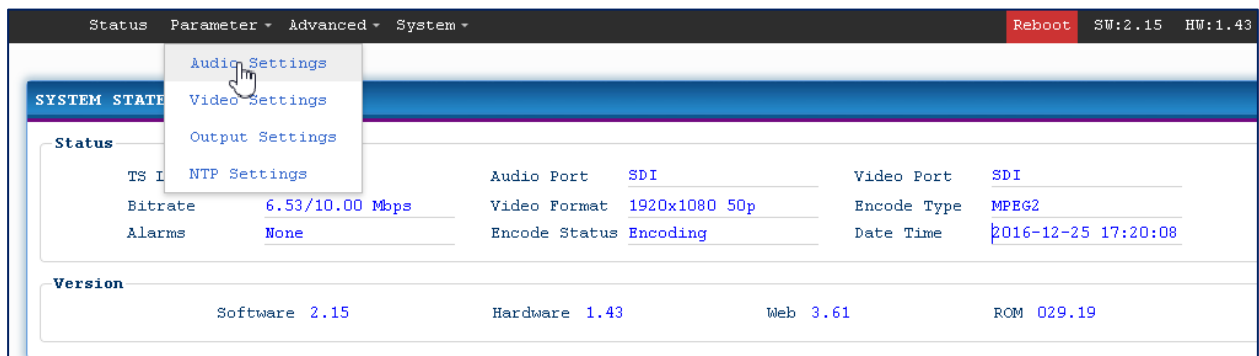 Status Parameter Advanced System Reboot SW:2.15 HW:1.43
Audio Settings
Video Settings
Output Settings
NTP Settings
SYSTEM STATE
Status
TS Audio Port SDI Video Port SDI
Bitrate 6.53/10.00 Mbps Video Format 1920x1080 50p Encode Type MPEG2
Alarms None Encode Status Encoding Date Time 2016-12-25 17:20:08
Version
Software 2.15 Hardware 1.43 Web 3.61 ROM 029.19